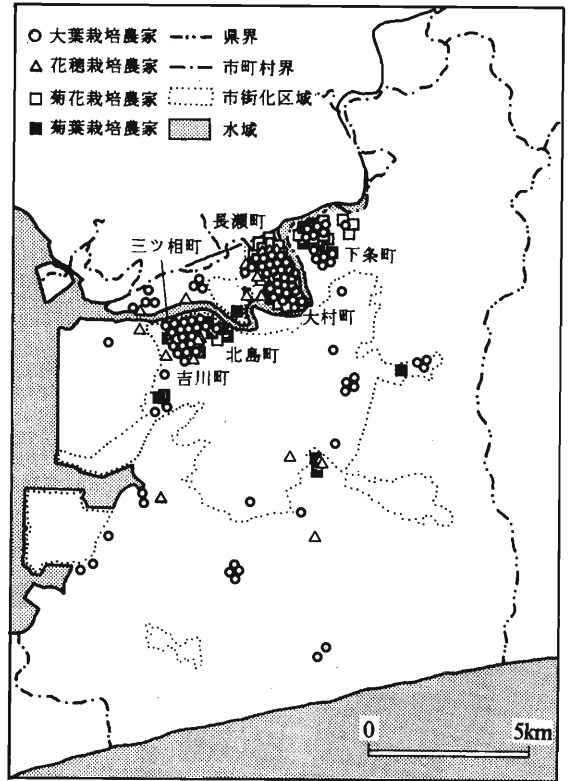 大葉栽培農家
花穂栽培農家
菊花栽培農家
菊葉栽培農家
県界
市町村界
市街化区域
水域
長瀬町
三ツ相町
下条町
大村町
北島町
吉川町
0
5km